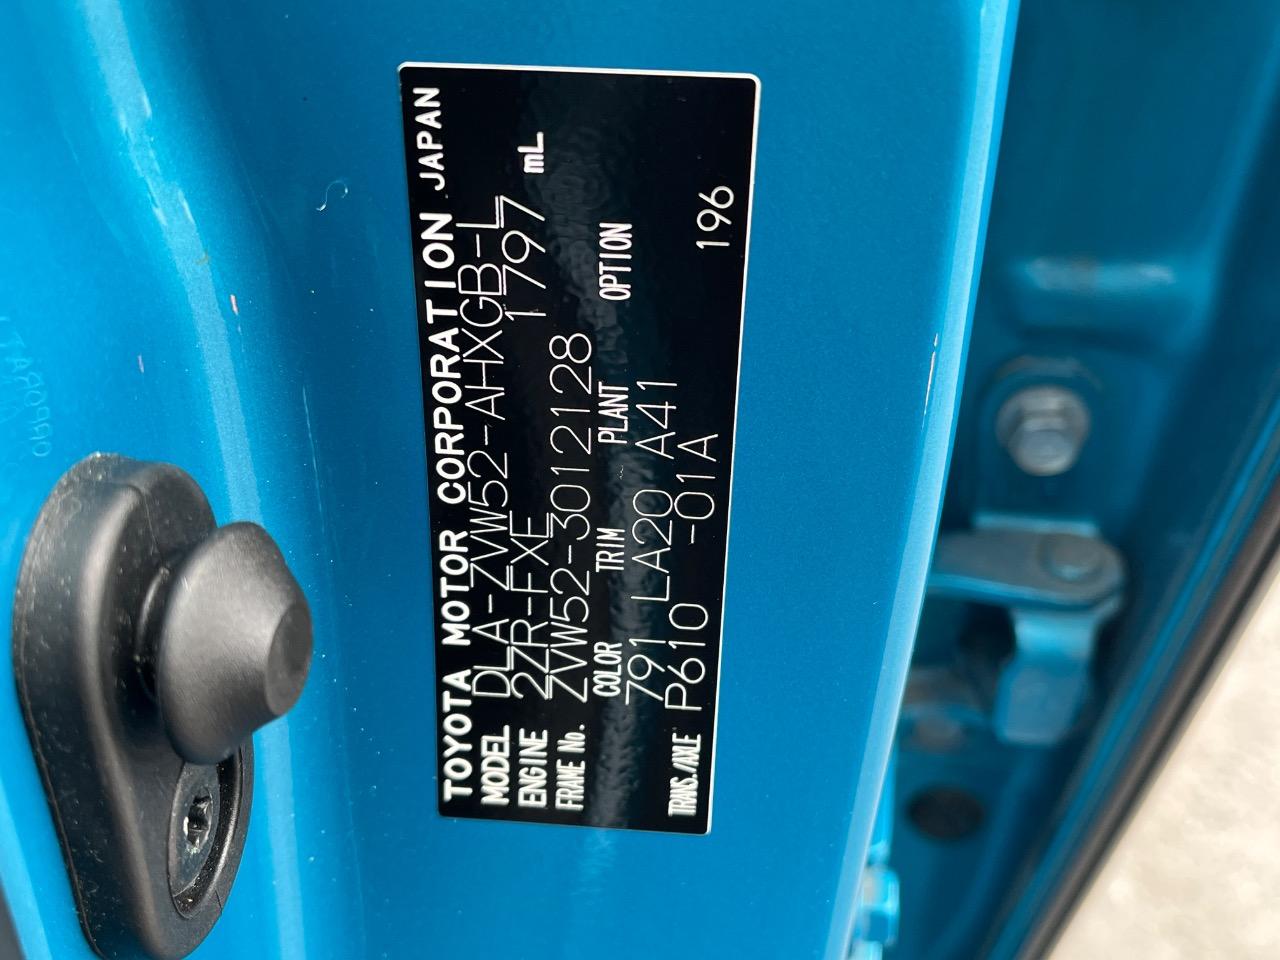 TOYOTA MOTOR CORPORATION JAPAN
MODEL DLA-ZVW52-AHXGB-L
ENGINE 2ZR-FXE 1797 mL
FRAME No. ZVW52-3012128
COLOR TRIM PLANT OPTION
791 LA20 A41
TRANS./AXLE P610 -01A 196